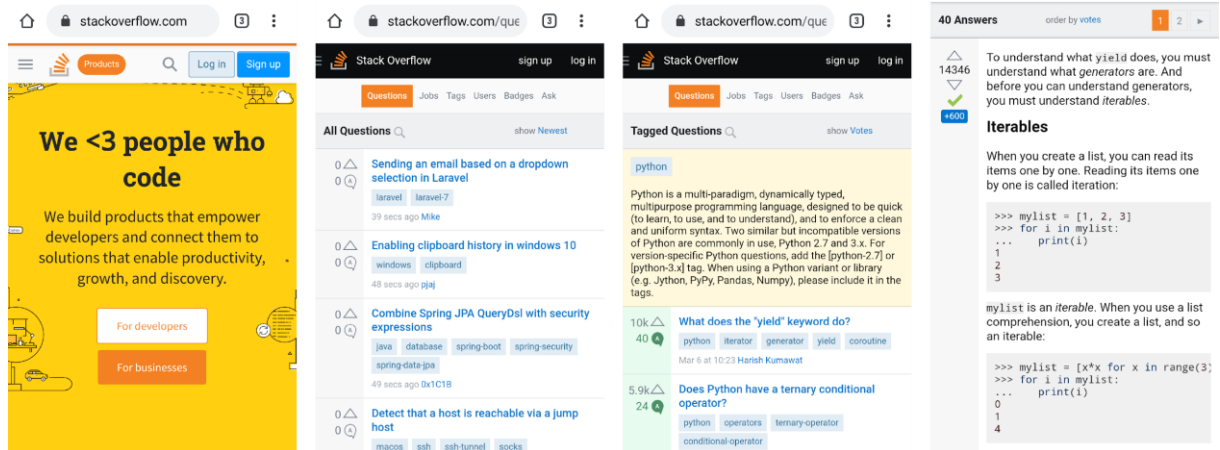 stackoverflow.com
3
Products
Log in
Sign up
We <3 people who
code
We build products that empower
developers and connect them to
solutions that enable productivity,
growth, and discovery.
For developers
For businesses
stackoverflow.com/que
3
Stack Overflow
sign up
log in
Questions
Jobs
Tags
Users
Badges
Ask
All Questions
show Newest
0
0 A
Sending an email based on a dropdown
selection in Laravel
laravel
laravel-7
39 secs ago Mike
0
0 A
Enabling clipboard history in windows 10
windows
clipboard
48 secs ago pjaj
0
0 A
Combine Spring JPA QueryDsl with security
expressions
java
database
spring-boot
spring-security
spring-data-jpa
49 secs ago 0x1C1B
0
0 A
Detect that a host is reachable via a jump
host
macos
ssh
ssh-tunnel
socks
stackoverflow.com/que
3
Stack Overflow
sign up
log in
Questions
Jobs
Tags
Users
Badges
Ask
Tagged Questions
show Votes
python
Python is a multi-paradigm, dynamically typed,
multipurpose programming language, designed to be quick
(to learn, to use, and to understand), and to enforce a clean
and uniform syntax. Two similar but incompatible versions
of Python are commonly in use, Python 2.7 and 3.x. For
version-specific Python questions, add the [python-2.7] or
[python-3.x] tag. When using a Python variant or library
(e.g. Jython, PyPy, Pandas, Numpy), please include it in the
tags.
10k
40 A
What does the "yield" keyword do?
python
iterator
generator
yield
coroutine
Mar 6 at 10:23 Harish Kumawat
5.9k
24 A
Does Python have a ternary conditional
operator?
python
operators
ternary-operator
conditional-operator
40 Answers
order by votes
1
2
14346
+600
To understand what yield does, you must
understand what generators are. And
before you can understand generators,
you must understand iterables.
Iterables
When you create a list, you can read its
items one by one. Reading its items one
by one is called iteration:
>>> mylist = [1, 2, 3]
>>> for i in mylist:
...    print(i)
1
2
3
mylist is an iterable. When you use a list
comprehension, you create a list, and so
an iterable:
>>> mylist = [x*x for x in range(3)
>>> for i in mylist:
...    print(i)
0
1
4